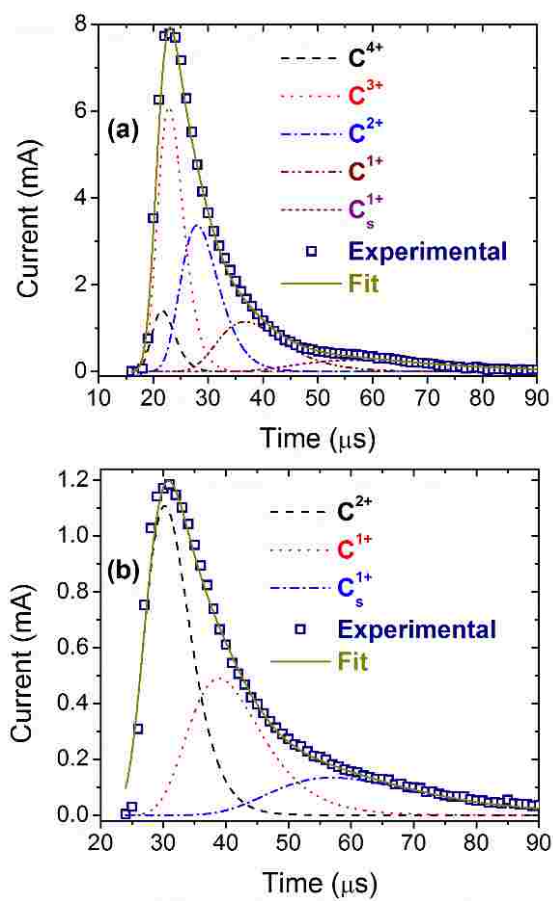 8
6
4
2
0
Current (mA)
(a)
C4+
C3+
C2+
C1+
Cs1+
Experimental
Fit
10 20 30 40 50 60 70 80 90
Time (μs)
1.2
1.0
0.8
0.6
0.4
0.2
0.0
Current (mA)
(b)
C2+
C1+
Cs1+
Experimental
Fit
20 30 40 50 60 70 80 90
Time (μs)